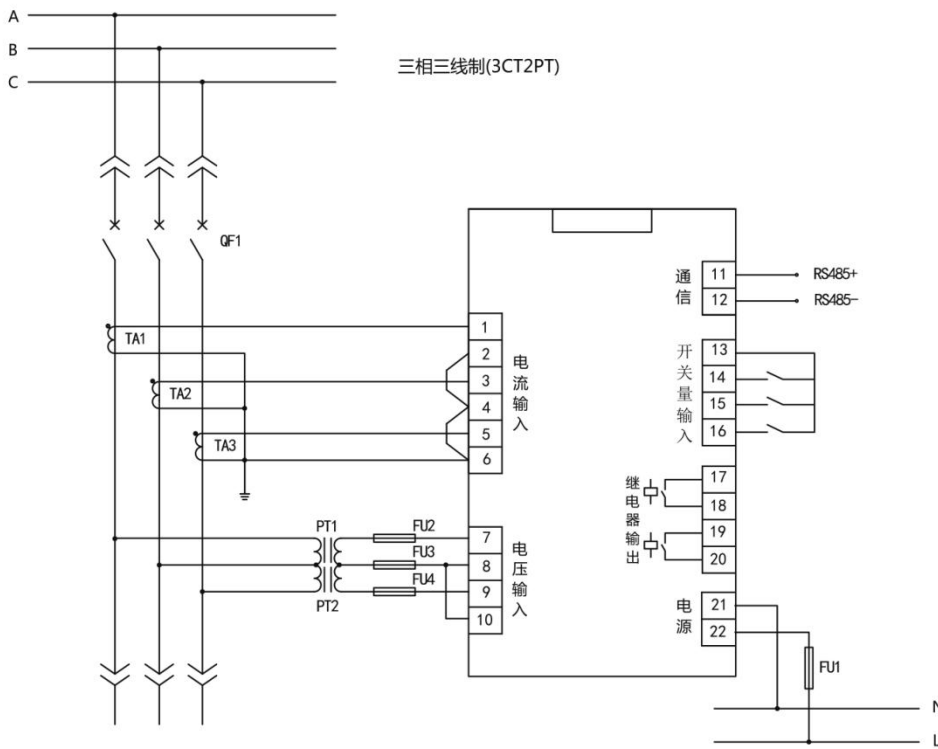 A
B
C
三相三线制(3CT2PT)
QF1
TA1
TA2
TA3
1
2
3
4
5
6
电流输入
PT1
PT2
FU2
FU3
FU4
7
8
9
10
电压输入
通信
11
12
RS485+
RS485-
开关量输入
13
14
15
16
继电器输出
17
18
19
20
电源
21
22
FU1
N
L